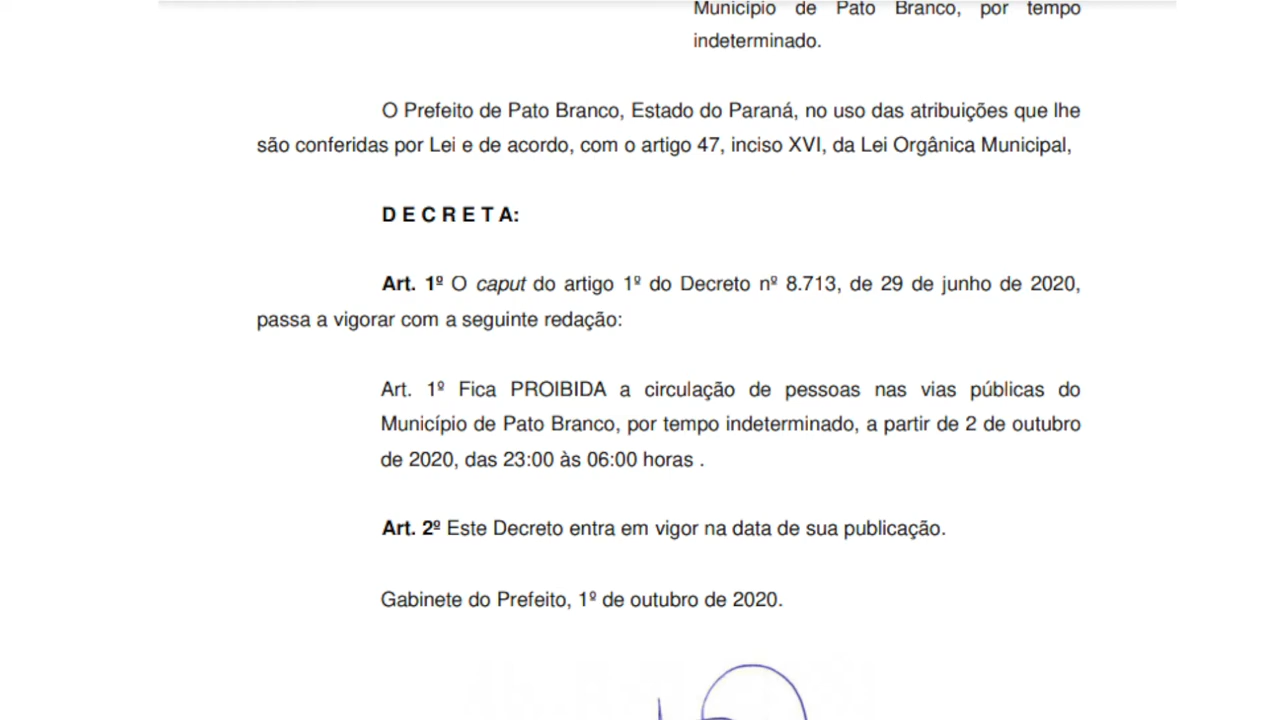 Município de Pato Branco, por tempo
indeterminado.
O Prefeito de Pato Branco, Estado do Paraná, no uso das atribuições que lhe
são conferidas por Lei e de acordo, com o artigo 47, inciso XVI, da Lei Orgânica Municipal,
D E C R E T A:
Art. 1º O caput do artigo 1º do Decreto nº 8.713, de 29 de junho de 2020,
passa a vigorar com a seguinte redação:
Art. 1º Fica PROIBIDA a circulação de pessoas nas vias públicas do
Município de Pato Branco, por tempo indeterminado, a partir de 2 de outubro
de 2020, das 23:00 às 06:00 horas .
Art. 2º Este Decreto entra em vigor na data de sua publicação.
Gabinete do Prefeito, 1º de outubro de 2020.